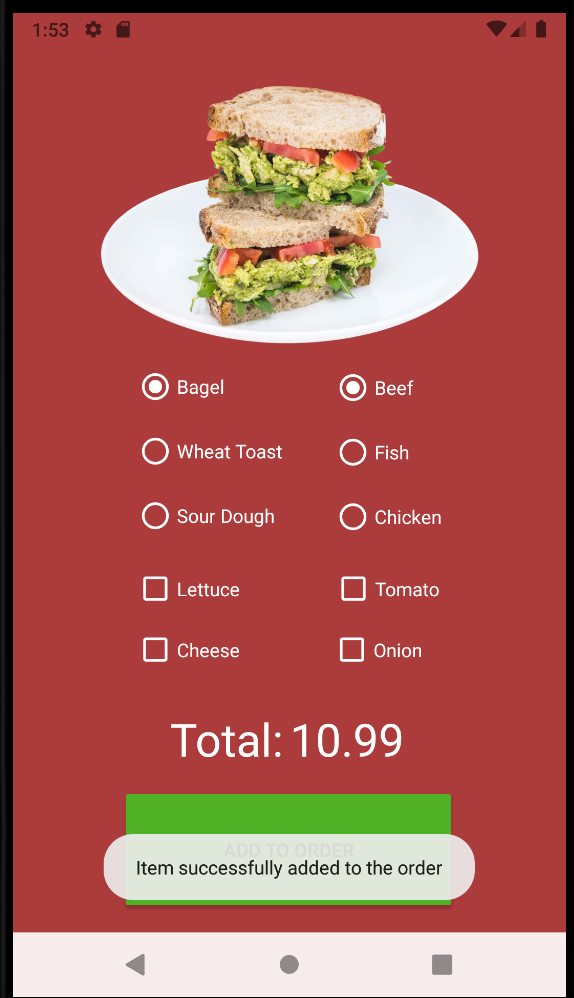 1:53
Bagel
Beef
Wheat Toast
Fish
Sour Dough
Chicken
Lettuce
Tomato
Cheese
Onion
Total: 10.99
ADD TO ORDER
Item successfully added to the order